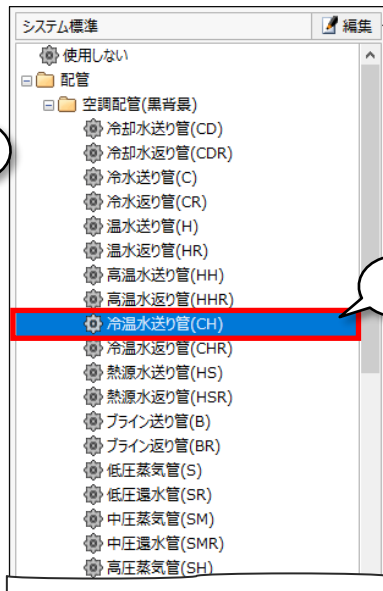 システム標準
編集
使用しない
配管
空調配管(黒背景)
冷却水送り管(CD)
冷却水返り管(CDR)
冷水送り管(C)
冷水返り管(CR)
温水送り管(H)
温水返り管(HR)
高温水送り管(HH)
高温水返り管(HHR)
冷温水送り管(CH)
冷温水返り管(CHR)
熱源水送り管(HS)
熱源水返り管(HSR)
ブライン送り管(B)
ブライン返り管(BR)
低圧蒸気管(S)
低圧還水管(SR)
中圧蒸気管(SM)
中圧還水管(SMR)
高圧蒸気管(SH)